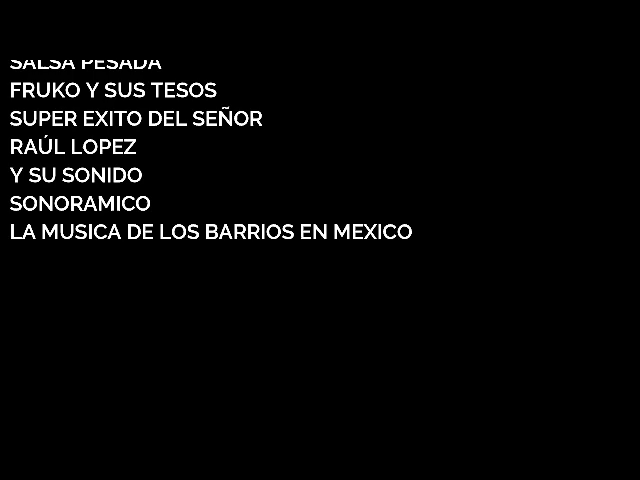 SALSA PESADA
FRUKO Y SUS TESOS
SUPER EXITO DEL SEÑOR
RAÚL LOPEZ
Y SU SONIDO
SONORAMICO
LA MUSICA DE LOS BARRIOS EN MEXICO